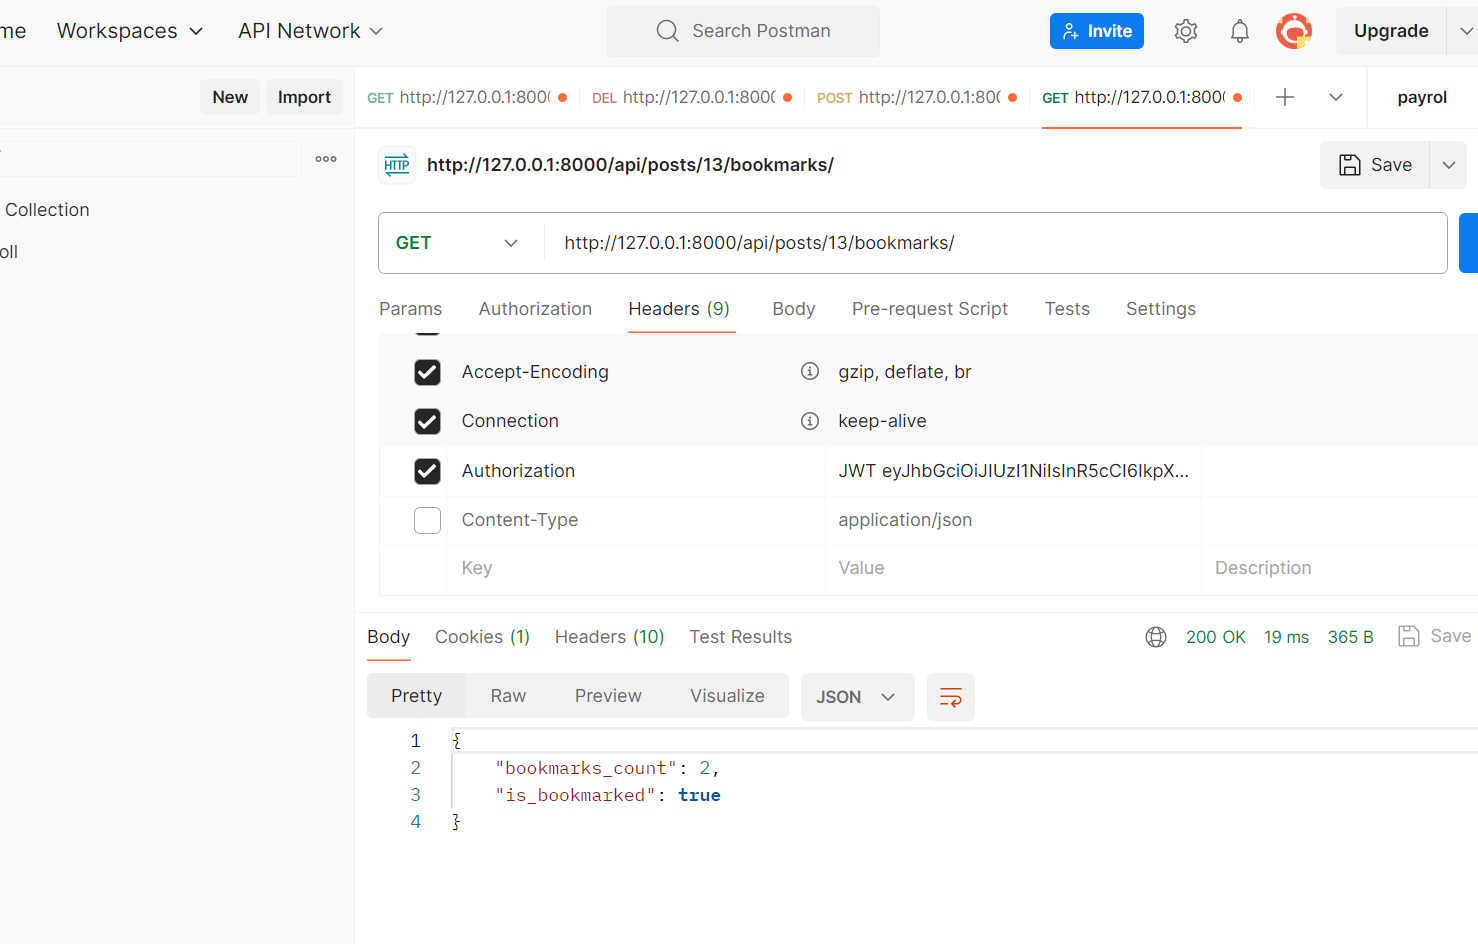 me Workspaces API Network Search Postman Invite Upgrade
New Import GET http://127.0.0.1:800( DEL http://127.0.0.1:800( POST http://127.0.0.1:80( GET http://127.0.0.1:800( payrol
HTTP http://127.0.0.1:8000/api/posts/13/bookmarks/ Save
Collection
oll
GET http://127.0.0.1:8000/api/posts/13/bookmarks/
Params Authorization Headers (9) Body Pre-request Script Tests Settings
Accept-Encoding gzip, deflate, br
Connection keep-alive
Authorization JWT eyJhbGciOiJIUzI1NiIsInR5cCI6IkpX...
Content-Type application/json
Key Value Description
Body Cookies (1) Headers (10) Test Results 200 OK 19 ms 365 B Save
Pretty Raw Preview Visualize JSON
1 {
2 "bookmarks_count": 2,
3 "is_bookmarked": true
4 }